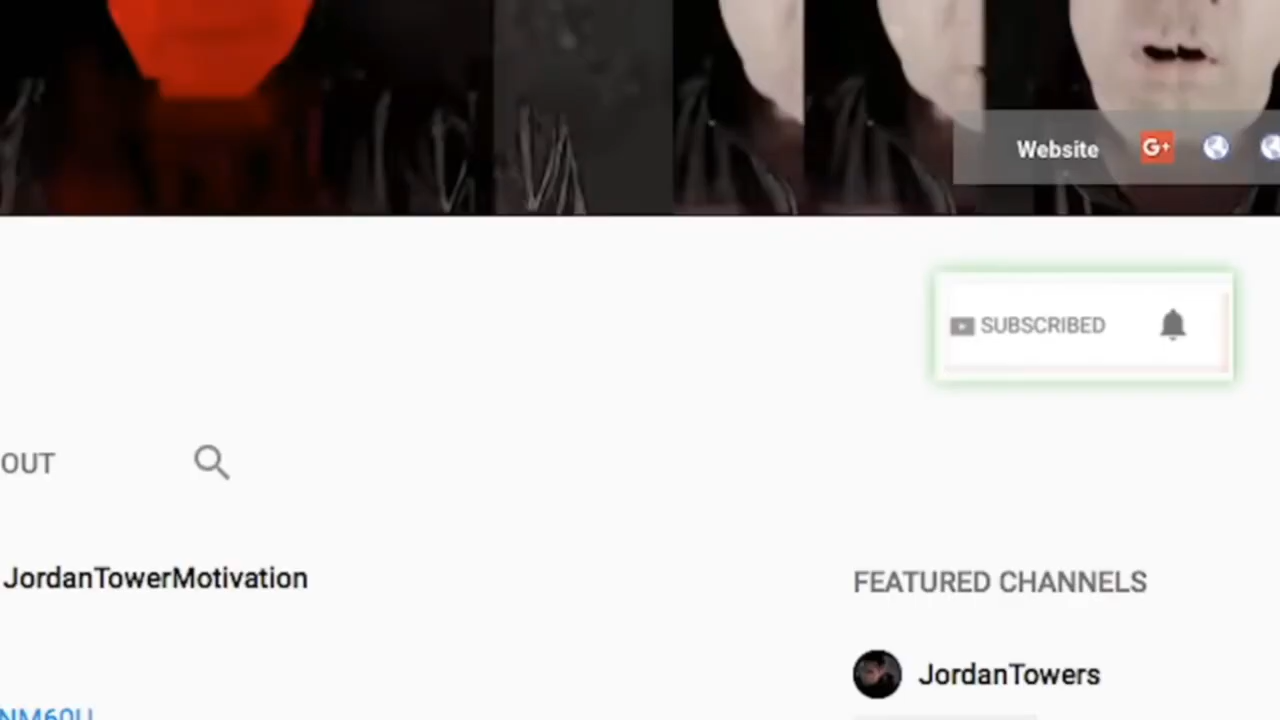 Website G+
SUBSCRIBED
OUT
JordanTowerMotivation
FEATURED CHANNELS
JordanTowers